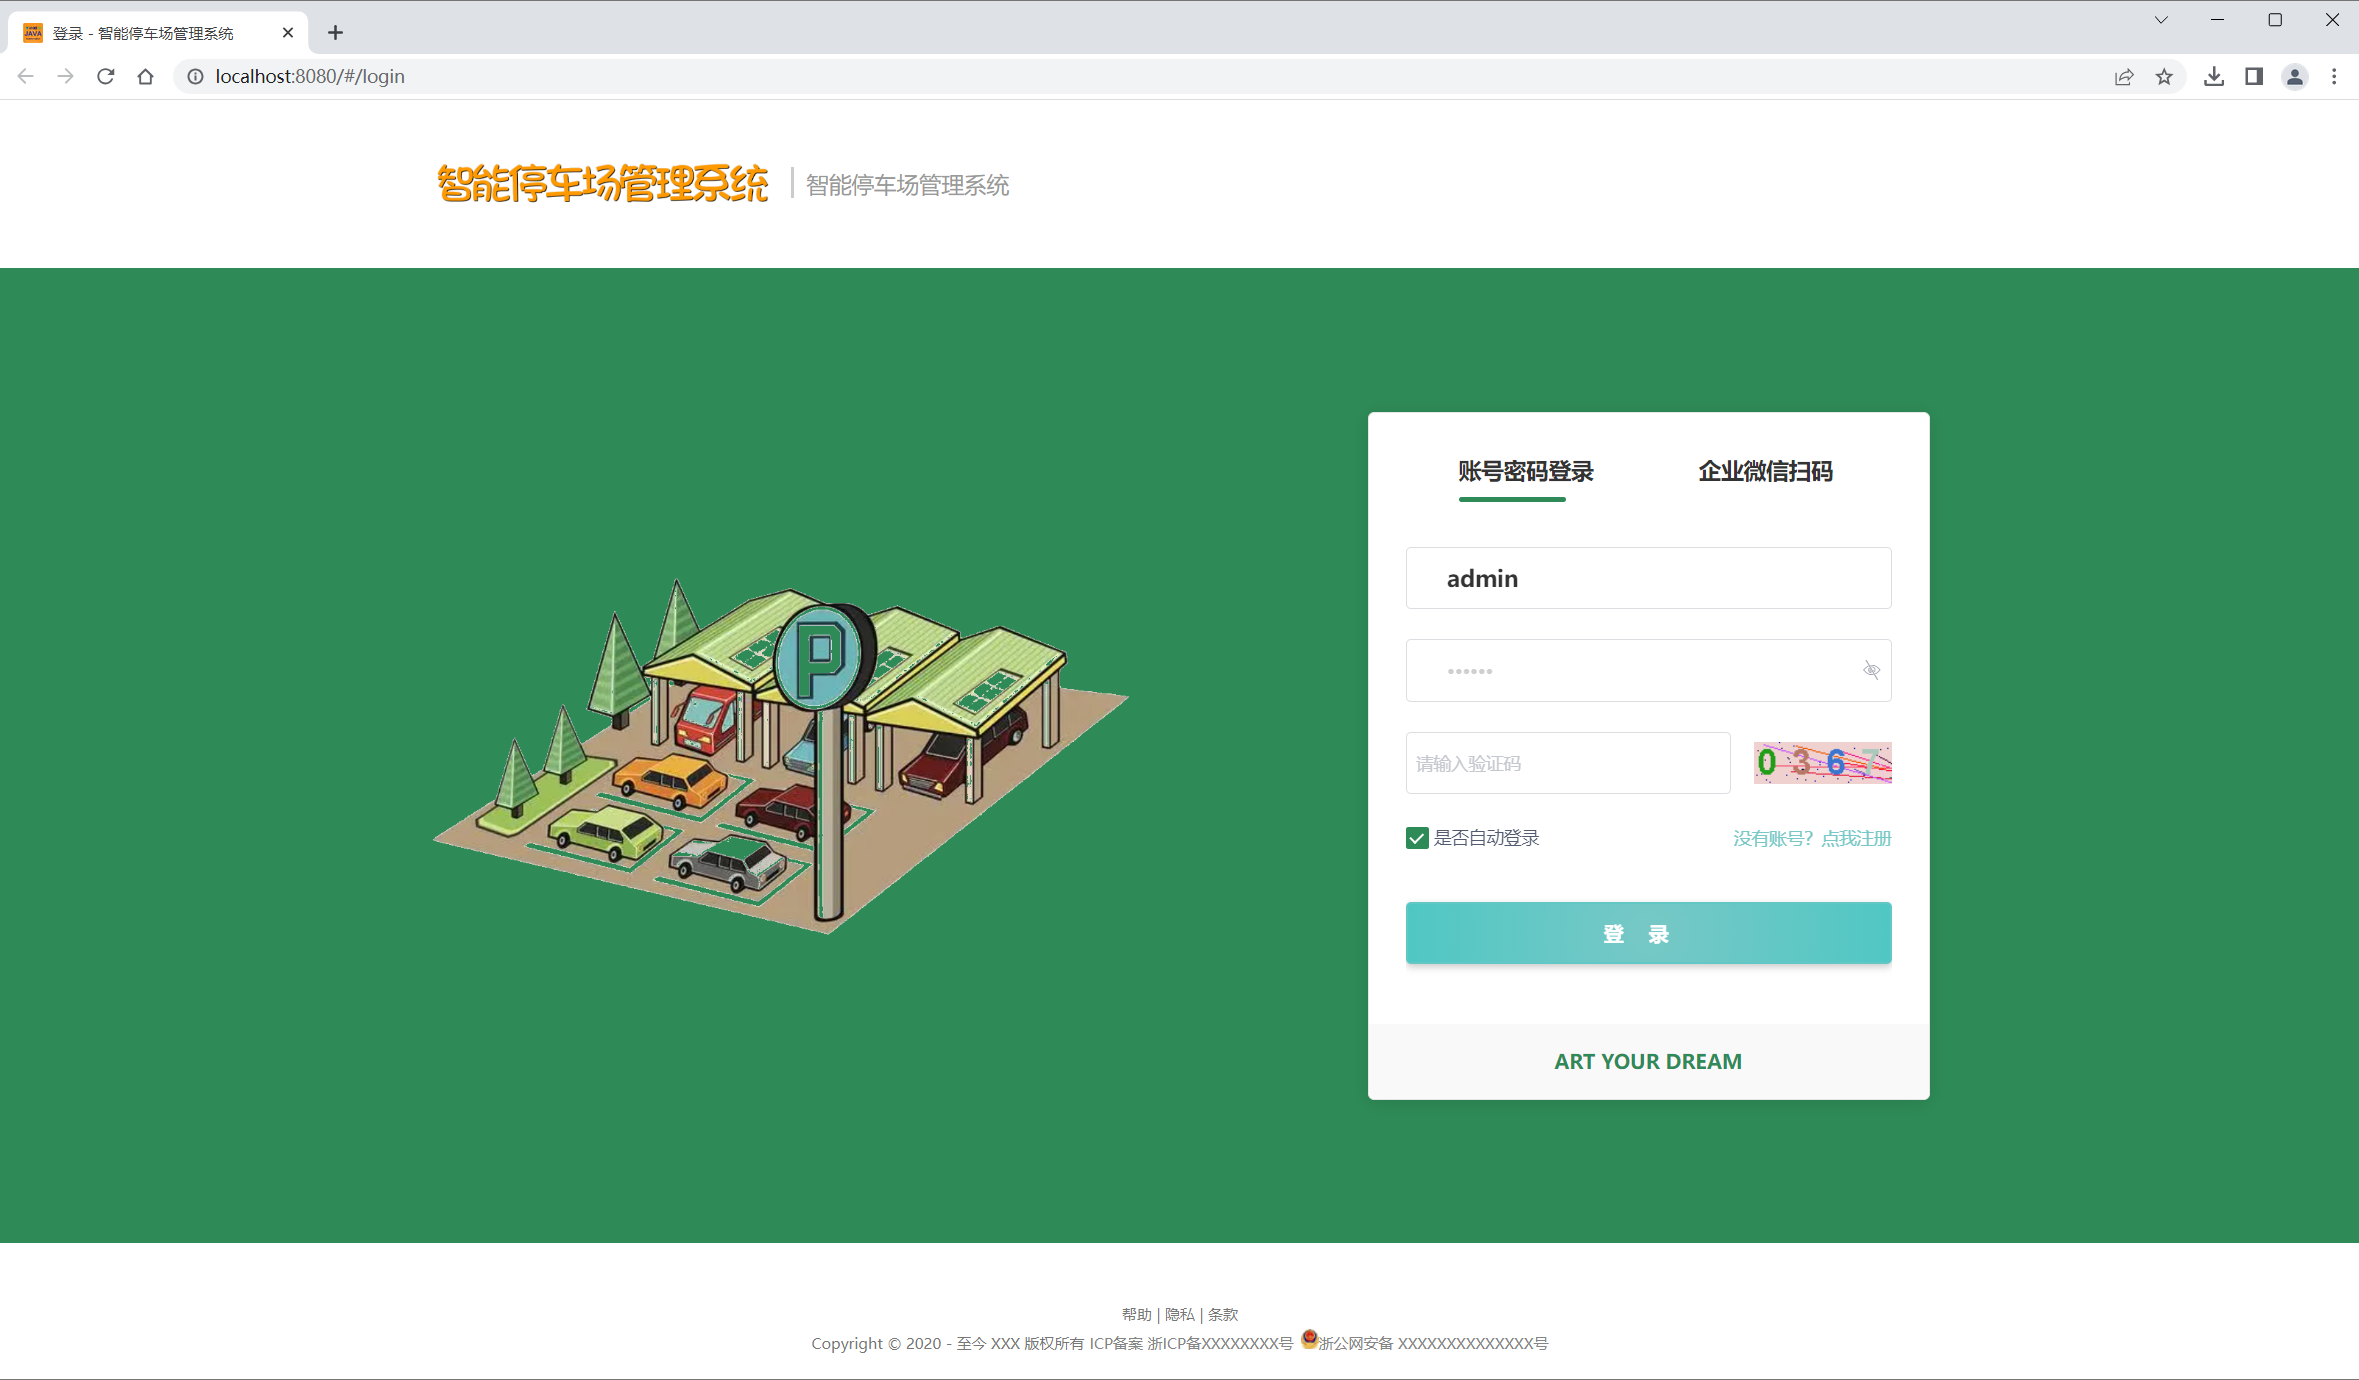 登录 - 智能停车场管理系统
localhost:8080/#/login
智能停车场管理系统 智能停车场管理系统
账号密码登录 企业微信扫码
admin
••••••
请输入验证码 0 3 6 7
是否自动登录 没有账号？点我注册
登 录
ART YOUR DREAM
P
帮助 | 隐私 | 条款
Copyright © 2020 - 至今 XXX 版权所有 ICP备案 浙ICP备XXXXXXXX号 浙公网安备 XXXXXXXXXXXXXX号